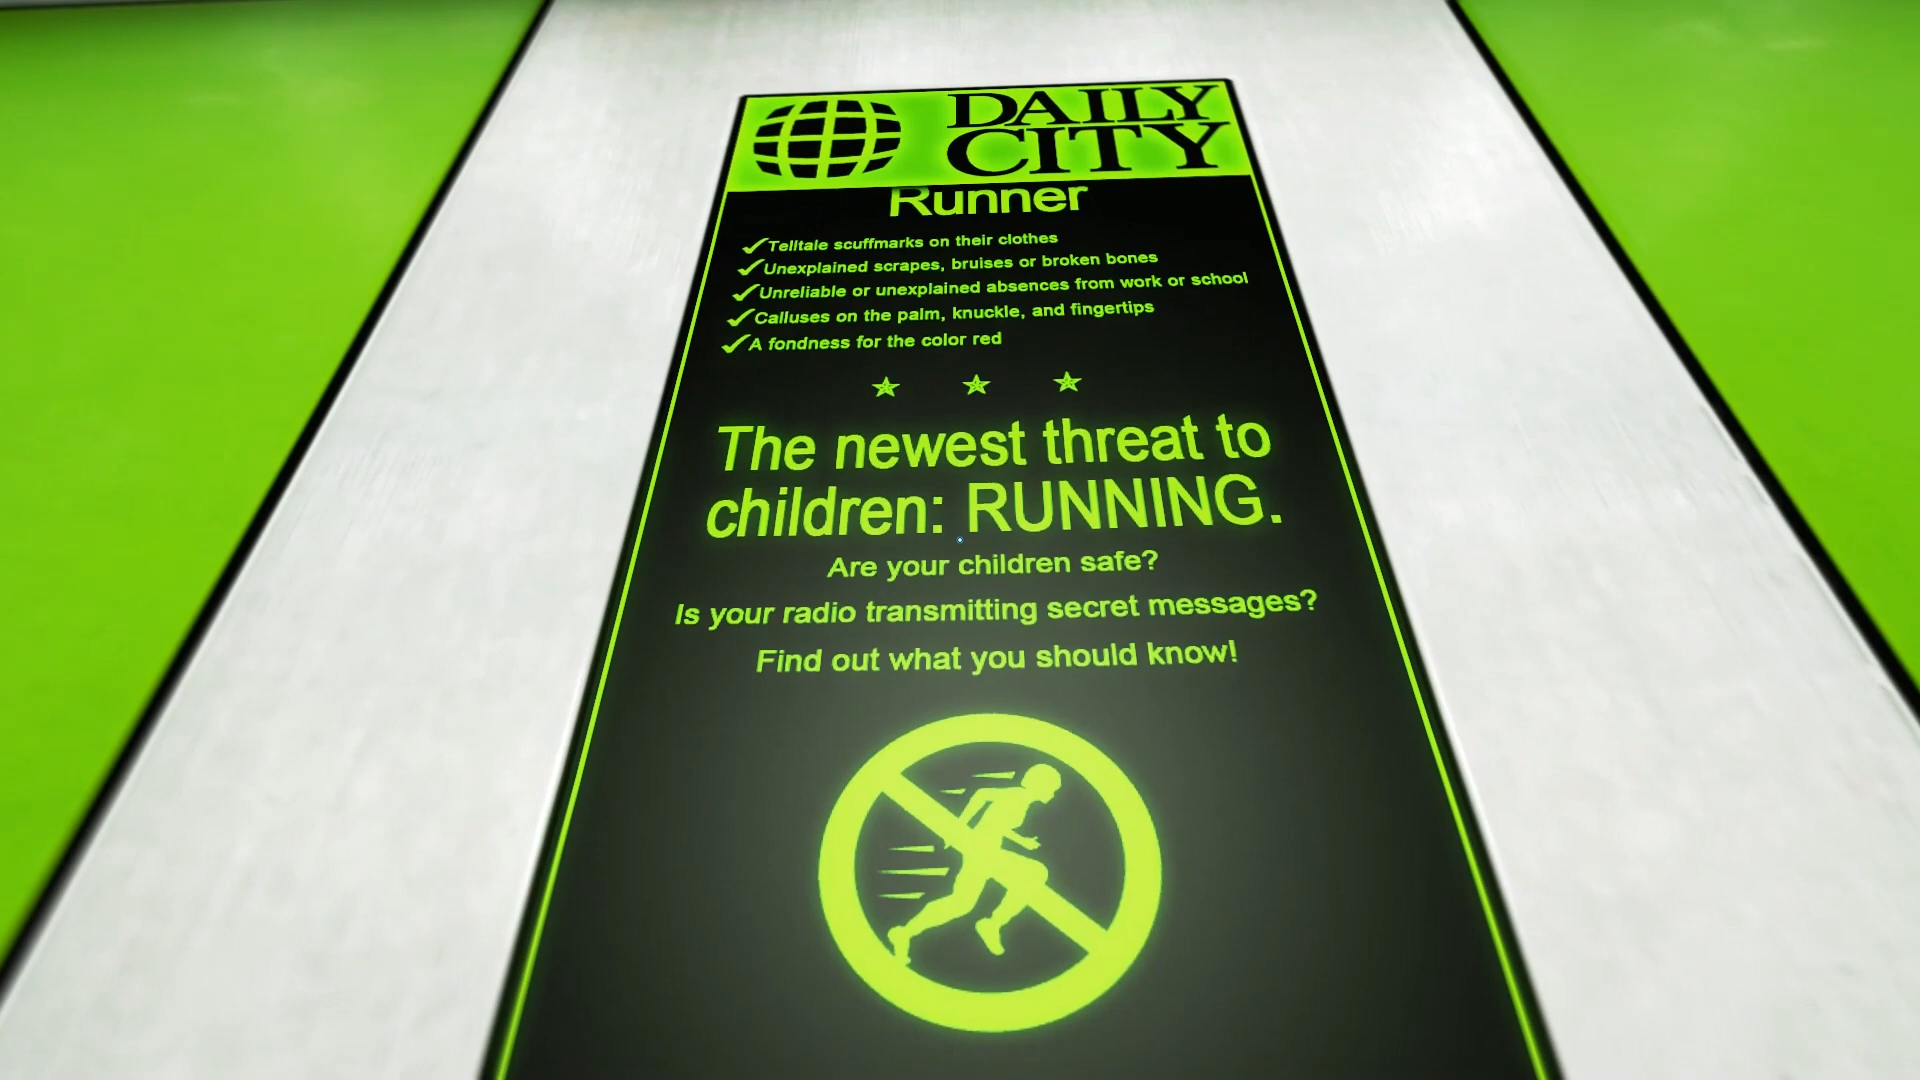 DAILY
CITY
Runner
Telltale scuffmarks on their clothes
Unexplained scrapes, bruises or broken bones
Unreliable or unexplained absences from work or school
Calluses on the palm, knuckle, and fingertips
A fondness for the color red
The newest threat to
children: RUNNING.
Are your children safe?
Is your radio transmitting secret messages?
Find out what you should know!